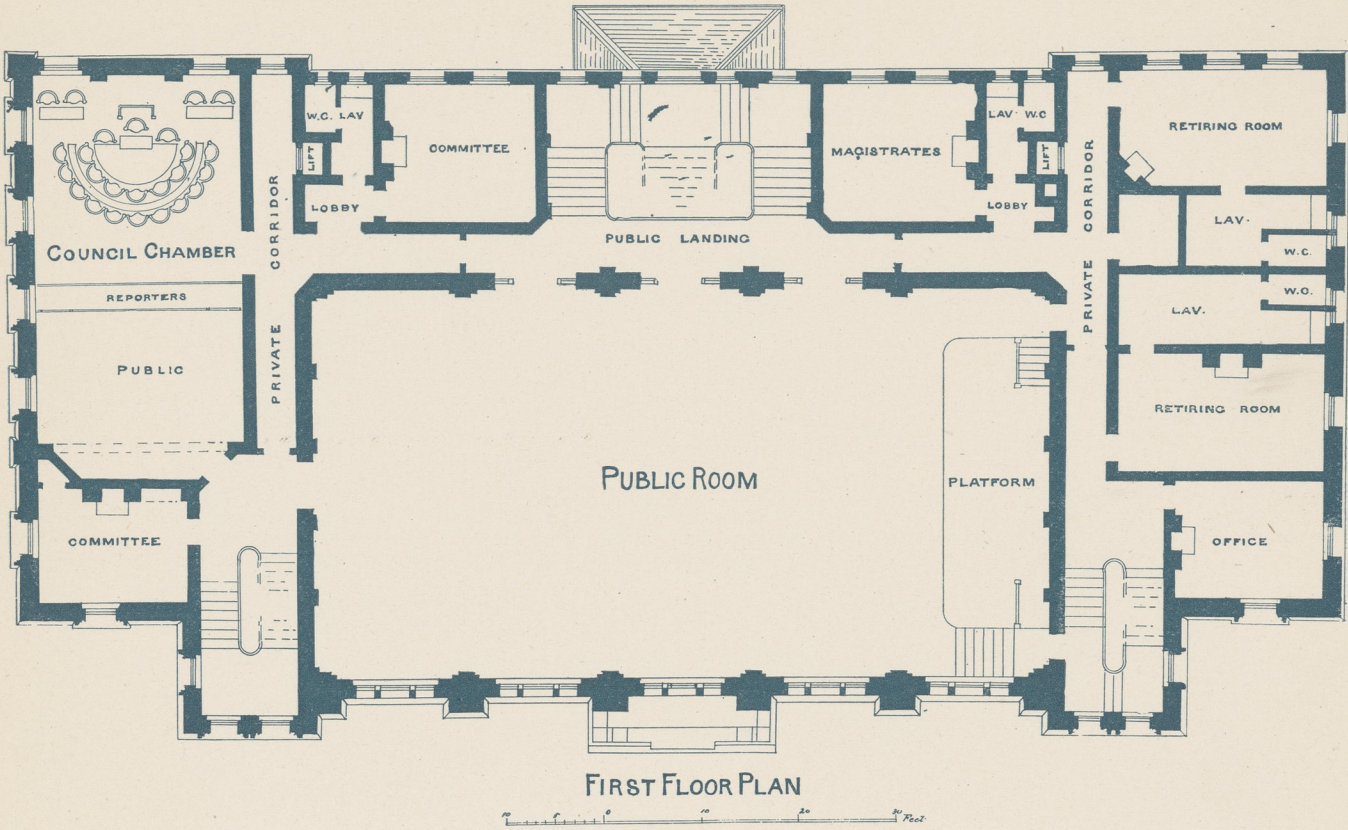 W.C. LAV
LIFT
LOBBY
COMMITTEE
MAGISTRATES
LAV. W C
LIFT
LOBBY
RETIRING ROOM
LAV.
W.C.
W.C.
LAV.
RETIRING ROOM
OFFICE
PUBLIC LANDING
COUNCIL CHAMBER
REPORTERS
PUBLIC
COMMITTEE
PRIVATE CORRIDOR
PRIVATE CORRIDOR
PUBLIC ROOM
PLATFORM
FIRST FLOOR PLAN
10 5 0 10 20 30 Feet